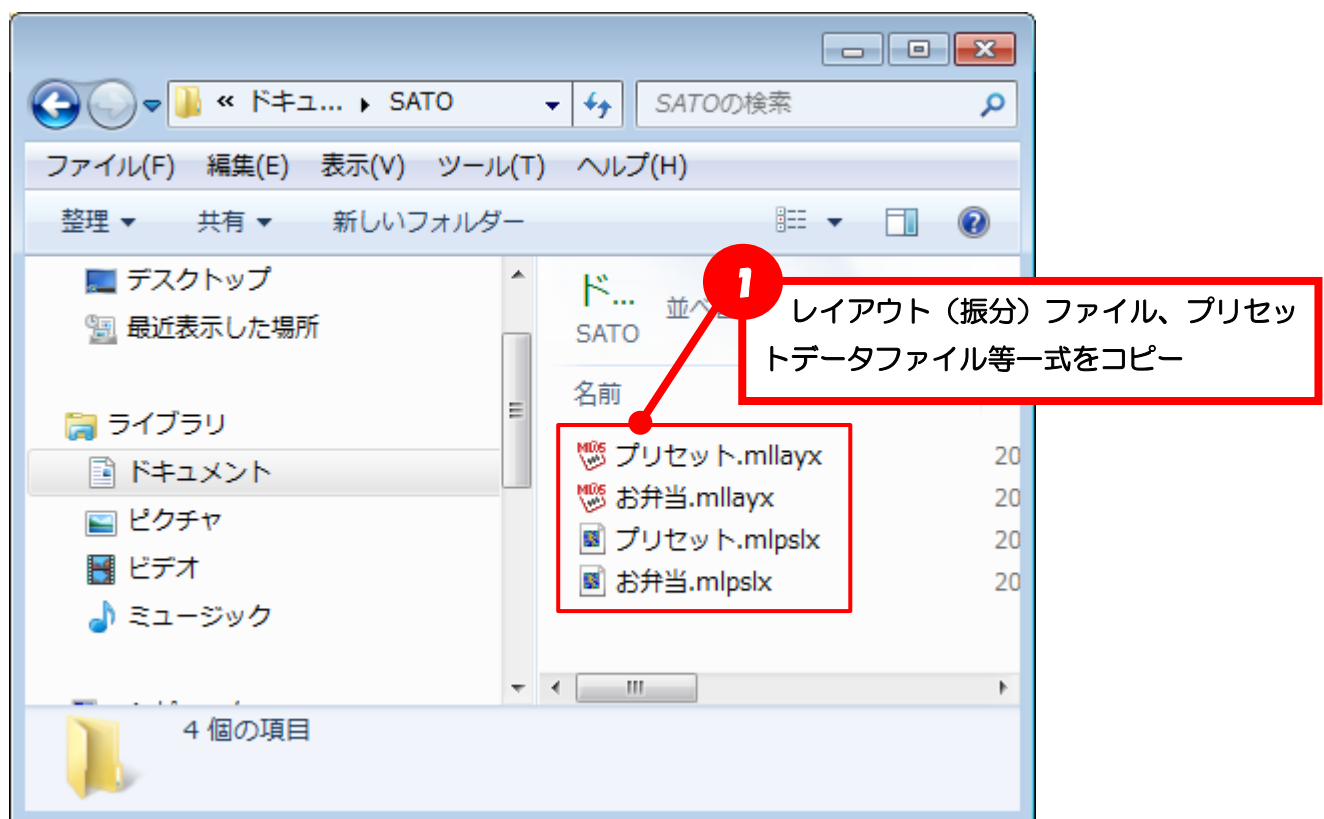 « ドキュ... ▸ SATO
SATOの検索
ファイル(F) 編集(E) 表示(V) ツール(T) ヘルプ(H)
整理 ▼ 共有 ▼ 新しいフォルダー
デスクトップ
最近表示した場所
ライブラリ
ドキュメント
ピクチャ
ビデオ
ミュージック
ド...
SATO
並べ
1
レイアウト（振分）ファイル、プリセッ
トデータファイル等一式をコピー
名前
プリセット.mllayx 20
お弁当.mllayx 20
プリセット.mlpslx 20
お弁当.mlpslx 20
4 個の項目